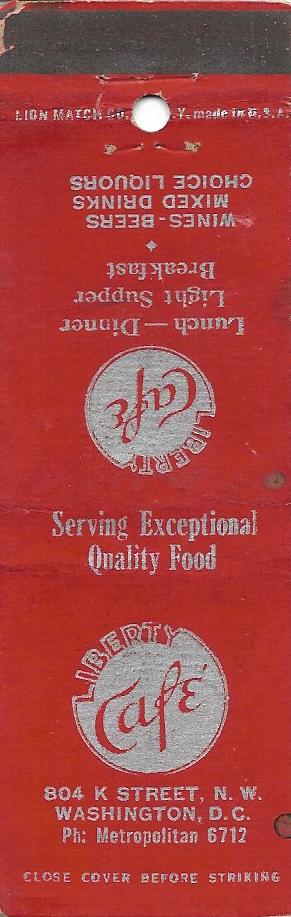 LION MATCH CO. N.Y. made in U.S.A.
WINES - BEERS
MIXED DRINKS
CHOICE LIQUORS
Lunch — Dinner
Light Supper
Breakfast
LIBERTY
Café
Serving Exceptional
Quality Food
LIBERTY
Café
804 K STREET, N. W.
WASHINGTON, D. C.
Ph: Metropolitan 6712
CLOSE COVER BEFORE STRIKING